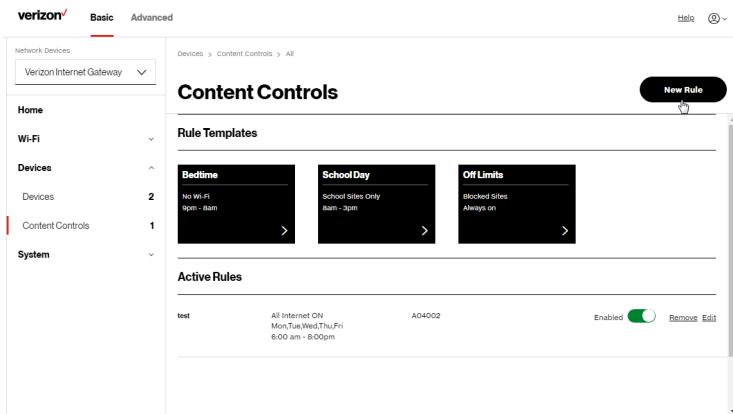 verizon✓
Basic
Advanced
Help
Network Devices
Verizon Internet Gateway
Home
Wi-Fi
Devices
Devices 2
Content Controls 1
System
Devices > Content Controls > All
Content Controls
New Rule
Rule Templates
Bedtime
No Wi-Fi
9pm - 8am
School Day
School Sites Only
8am - 3pm
Off Limits
Blocked Sites
Always on
Active Rules
test
All Internet ON
Mon,Tue,Wed,Thu,Fri
6:00 am - 8:00pm
A04002
Enabled
Remove Edit